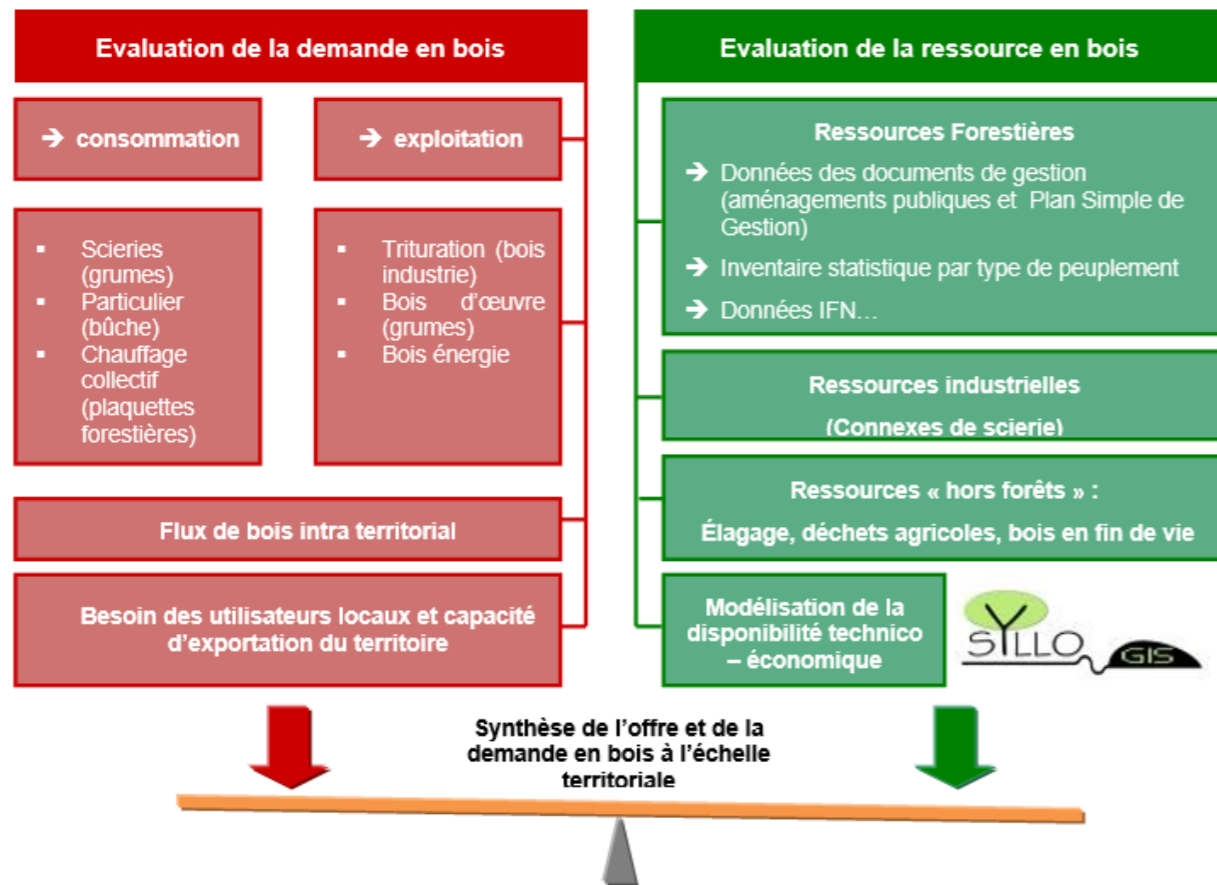 Evaluation de la demande en bois
➔ consommation
➔ exploitation
▪ Scieries
(grumes)
▪ Particulier
(bûche)
▪ Chauffage
collectif
(plaquettes
forestières)
▪ Trituration (bois
industrie)
▪ Bois d’œuvre
(grumes)
▪ Bois énergie
Flux de bois intra territorial
Besoin des utilisateurs locaux et capacité
d’exportation du territoire
Evaluation de la ressource en bois
Ressources Forestières
➔ Données des documents de gestion
(aménagements publiques et Plan Simple de
Gestion)
➔ Inventaire statistique par type de peuplement
➔ Données IFN…
Ressources industrielles
(Connexes de scierie)
Ressources « hors forêts » :
Élagage, déchets agricoles, bois en fin de vie
Modélisation de la
disponibilité technico
– économique
SYLLO GIS
Synthèse de l’offre et de la
demande en bois à l’échelle
territoriale